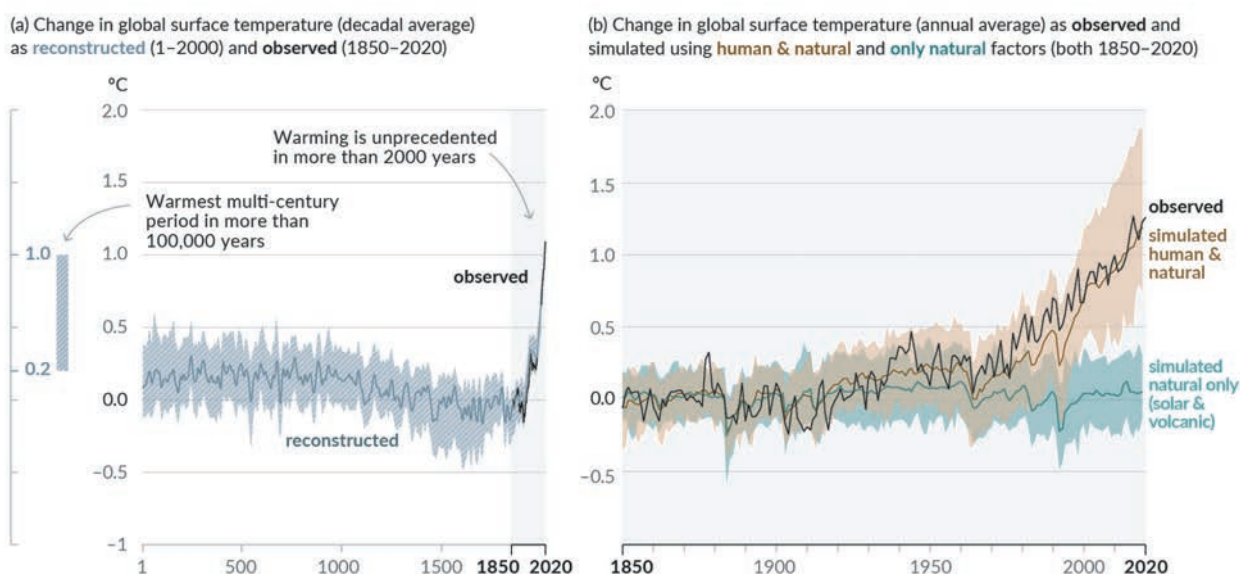 (a) Change in global surface temperature (decadal average)
as reconstructed (1–2000) and observed (1850–2020)
°C
2.0
1.5
1.0
0.5
0.0
–0.5
–1
1.0
0.2
Warming is unprecedented
in more than 2000 years
Warmest multi-century
period in more than
100,000 years
observed
reconstructed
1
500
1000
1500
1850
2020
(b) Change in global surface temperature (annual average) as observed and
simulated using human & natural and only natural factors (both 1850–2020)
°C
2.0
1.5
1.0
0.5
0.0
–0.5
observed
simulated
human &
natural
simulated
natural only
(solar &
volcanic)
1850
1900
1950
2000
2020